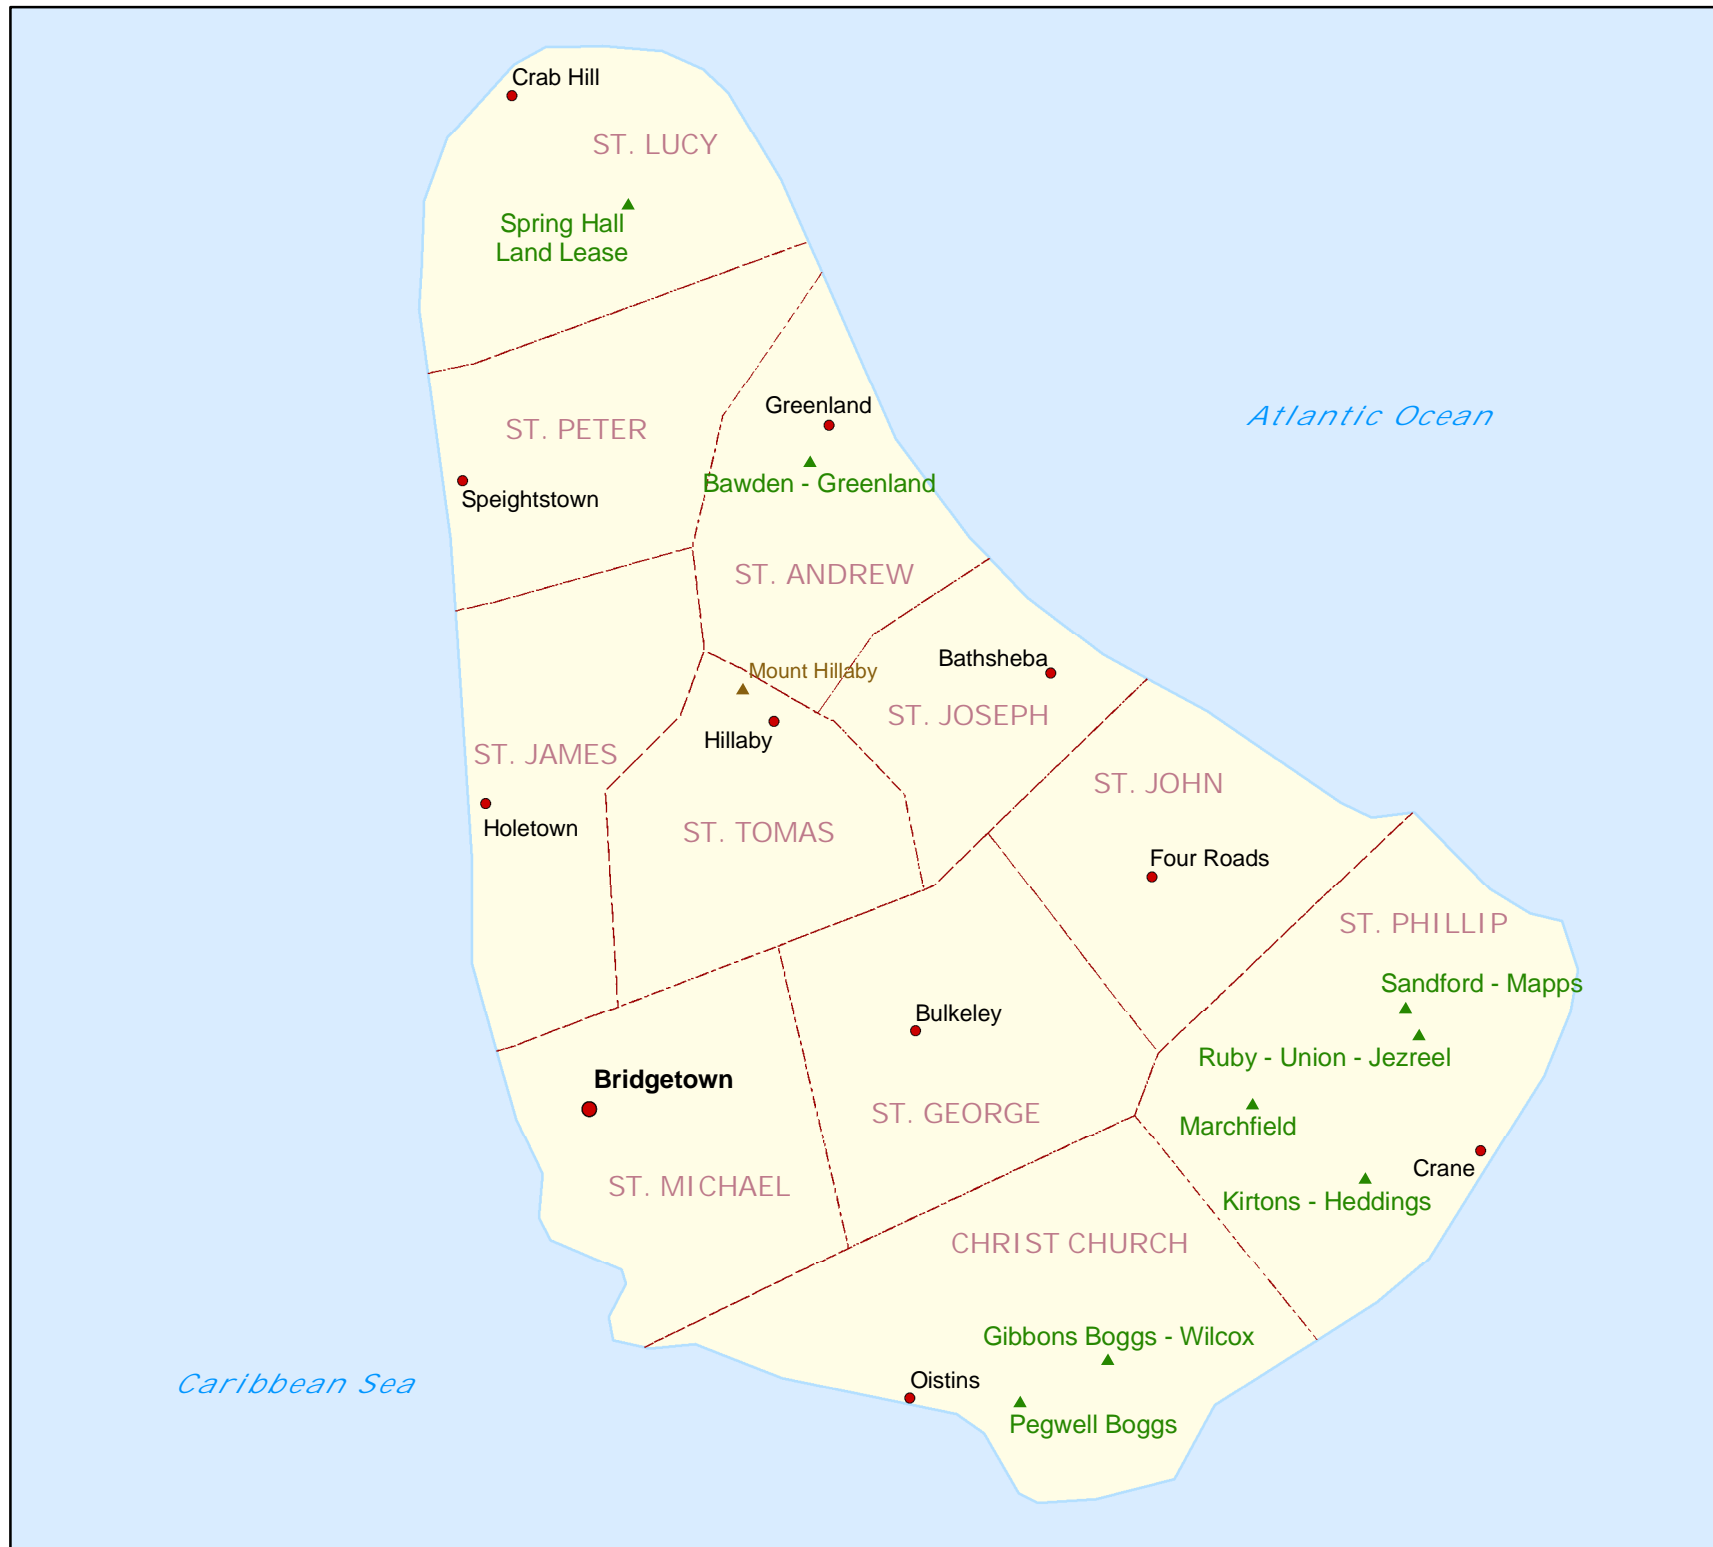 Crab Hill
ST. LUCY
Spring Hall
Land Lease
Greenland
Atlantic Ocean
ST. PETER
Bawden - Greenland
Speightstown
ST. ANDREW
Bathsheba
Mount Hillaby
ST. JOSEPH
Hillaby
ST. JAMES
ST. JOHN
Holetown
ST. TOMAS
Four Roads
ST. PHILLIP
Sandford - Mapps
Bulkeley
Ruby - Union - Jezreel
Bridgetown
ST. GEORGE
Marchfield
Crane
ST. MICHAEL
Kirtons - Heddings
CHRIST CHURCH
Gibbons Boggs - Wilcox
Caribbean Sea
Oistins
Pegwell Boggs